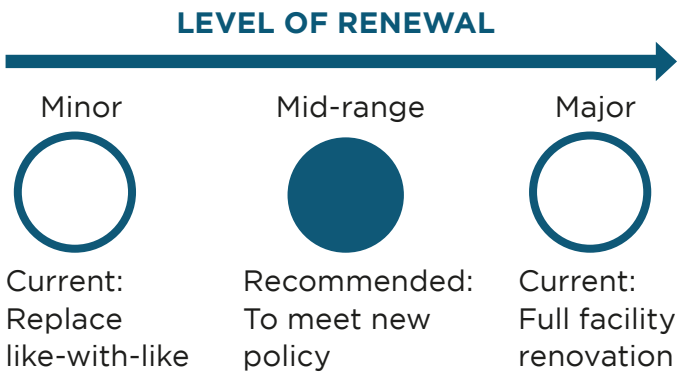 LEVEL OF RENEWAL
Minor
Mid-range
Major
Current:
Replace
like-with-like
Recommended:
To meet new
policy
Current:
Full facility
renovation